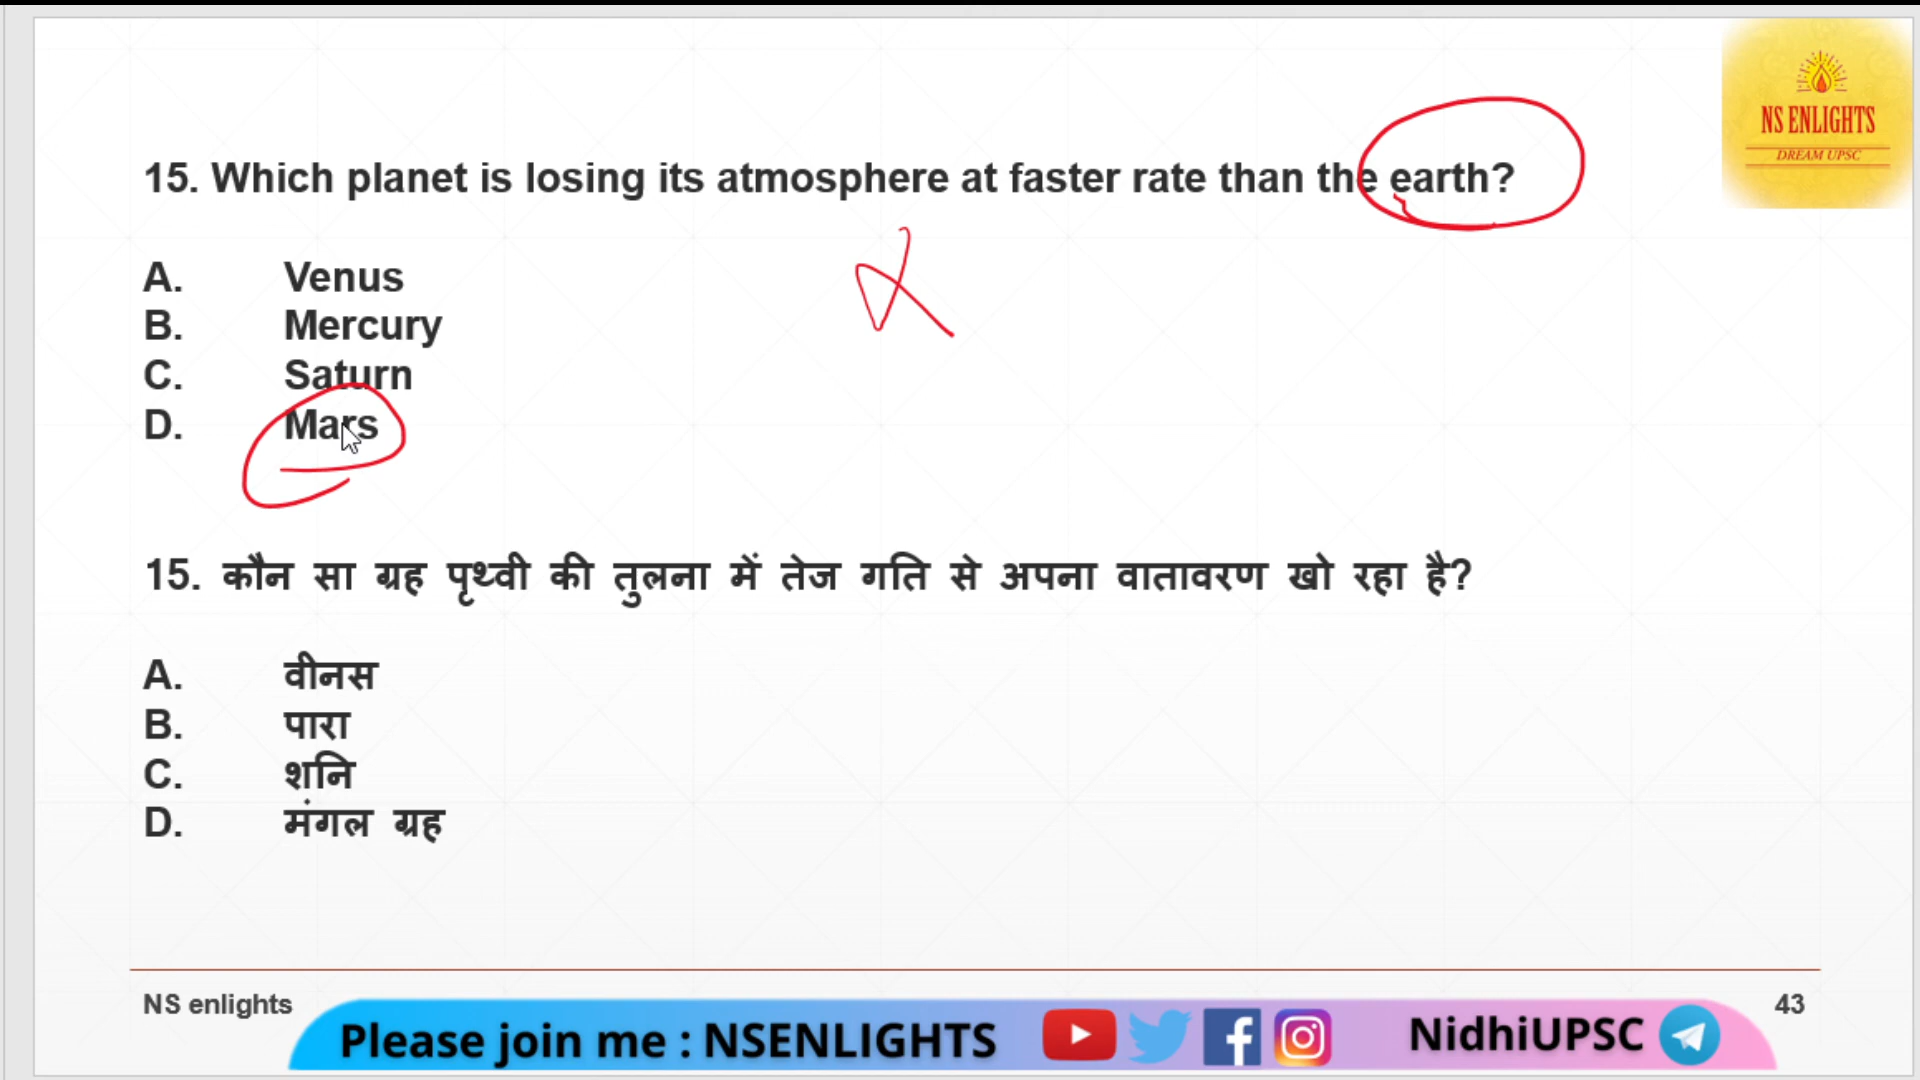 NS ENLIGHTS
DREAM UPSC
15. Which planet is losing its atmosphere at faster rate than the earth?
A. Venus
B. Mercury
C. Saturn
D. Mars
15. कौन सा ग्रह पृथ्वी की तुलना में तेज गति से अपना वातावरण खो रहा है?
A. वीनस
B. पारा
C. शनि
D. मंगल ग्रह
NS enlights
43
Please join me : NSENLIGHTS
NidhiUPSC